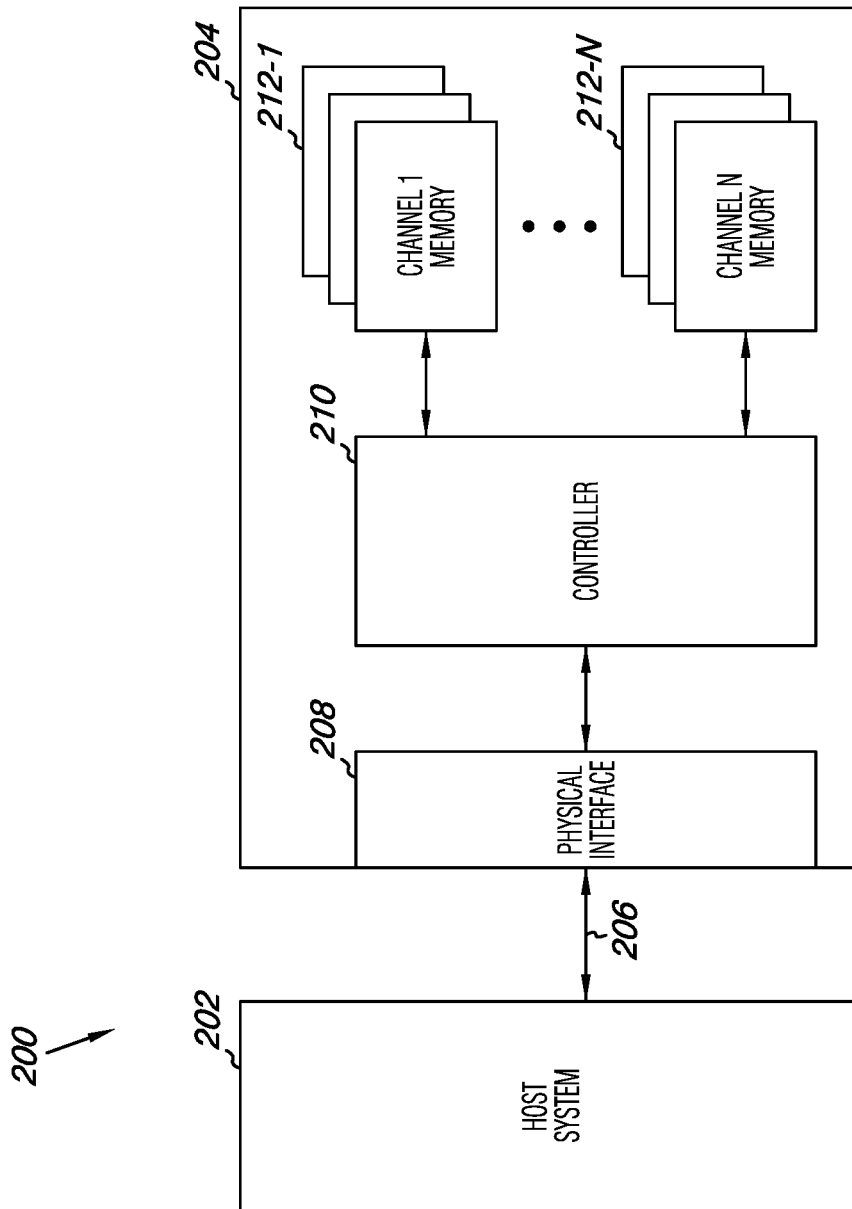 200
202
HOST
SYSTEM
206
204
208
PHYSICAL
INTERFACE
210
CONTROLLER
212-1
CHANNEL 1
MEMORY
212-N
CHANNEL N
MEMORY